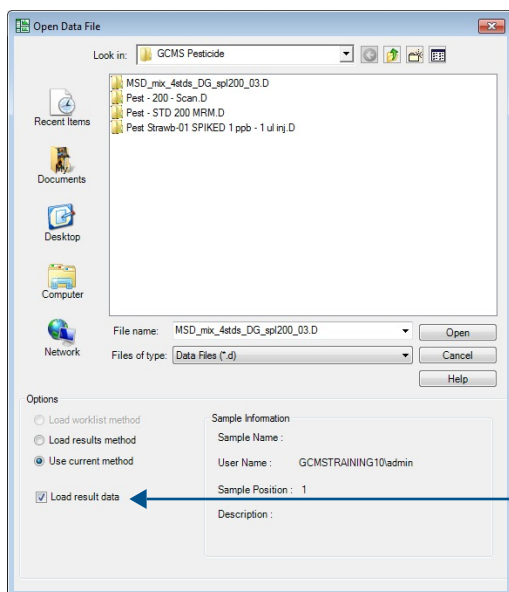 Open Data File
Look in: GCMS Pesticide
MSD_mix_4stds_DG_spl200_03.D
Pest - 200 - Scan.D
Pest - STD 200 MRM.D
Pest Strawb-01 SPIKED 1 ppb - 1 ul inj.D
Recent Items
Documents
Desktop
Computer
Network
File name: MSD_mix_4stds_DG_spl200_03.D Open
Files of type: Data Files (*.d) Cancel
Help
Options
Load worklist method
Load results method
Use current method
Load result data
Sample Information
Sample Name :
User Name : GCMSTRAINING10\admin
Sample Position : 1
Description :